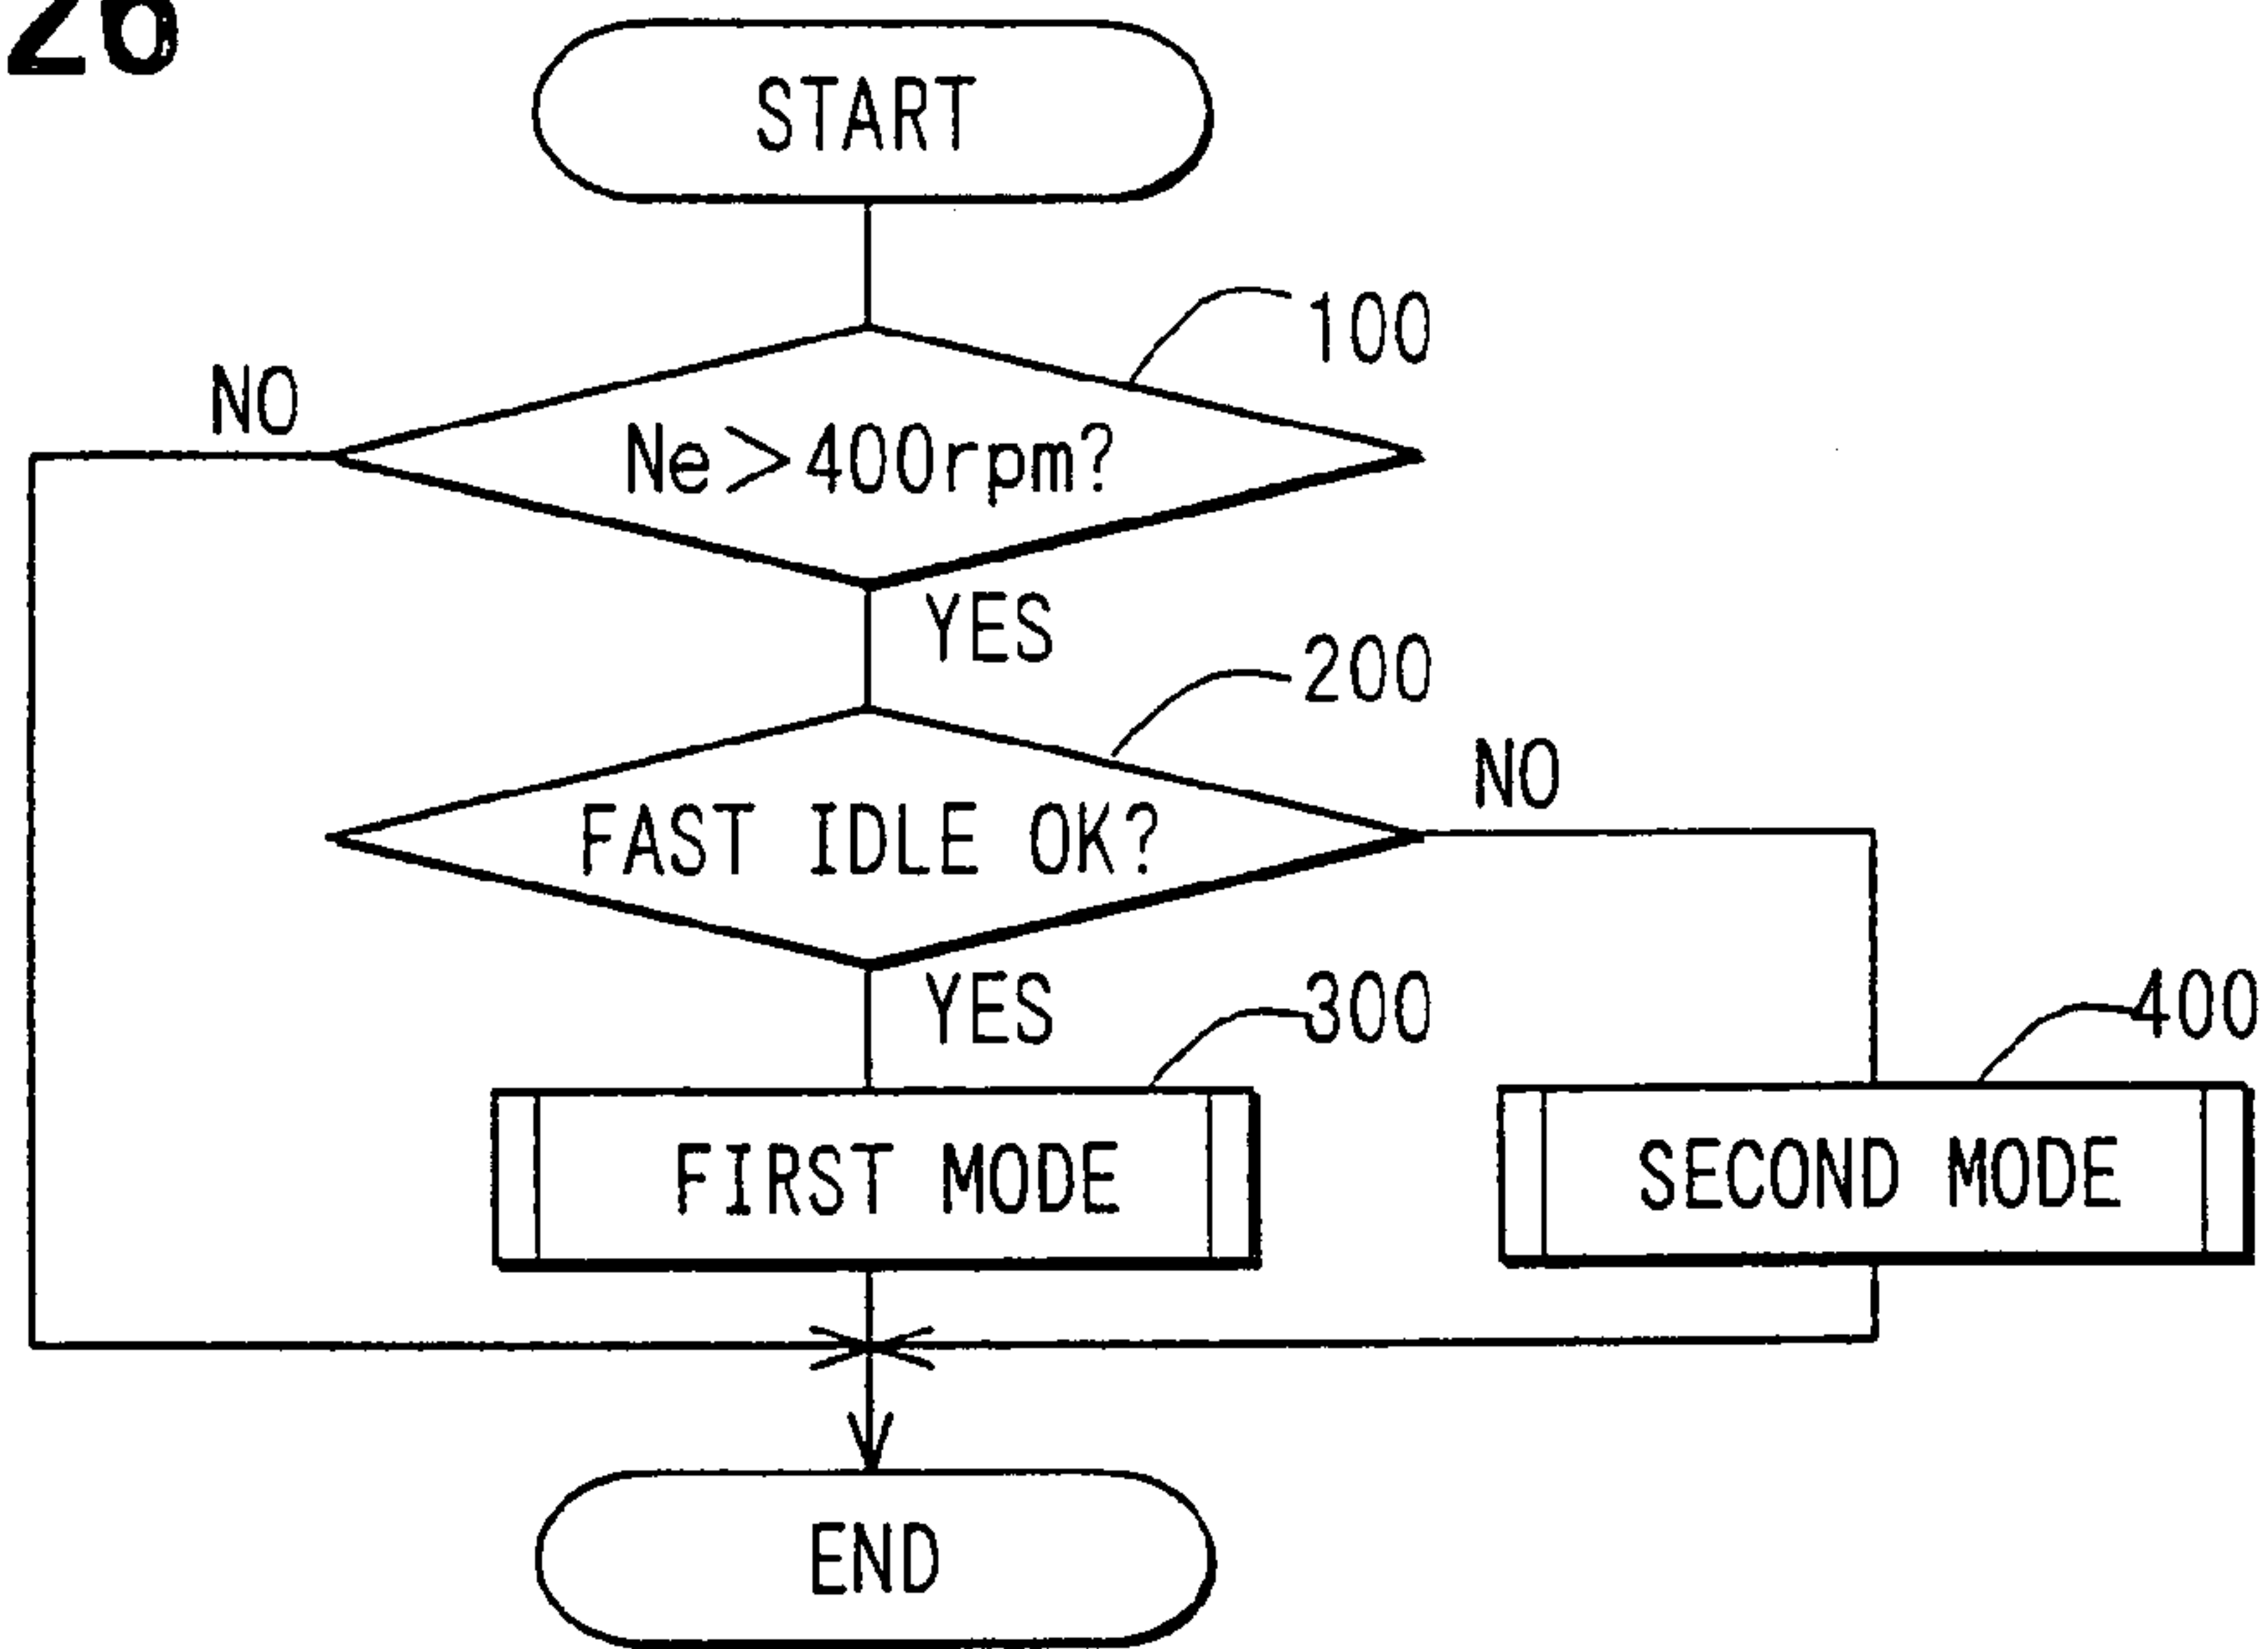 26
START
100
NO
Ne>400rpm?
YES
200
NO
FAST IDLE OK?
YES
300
400
FIRST MODE
SECOND MODE
END